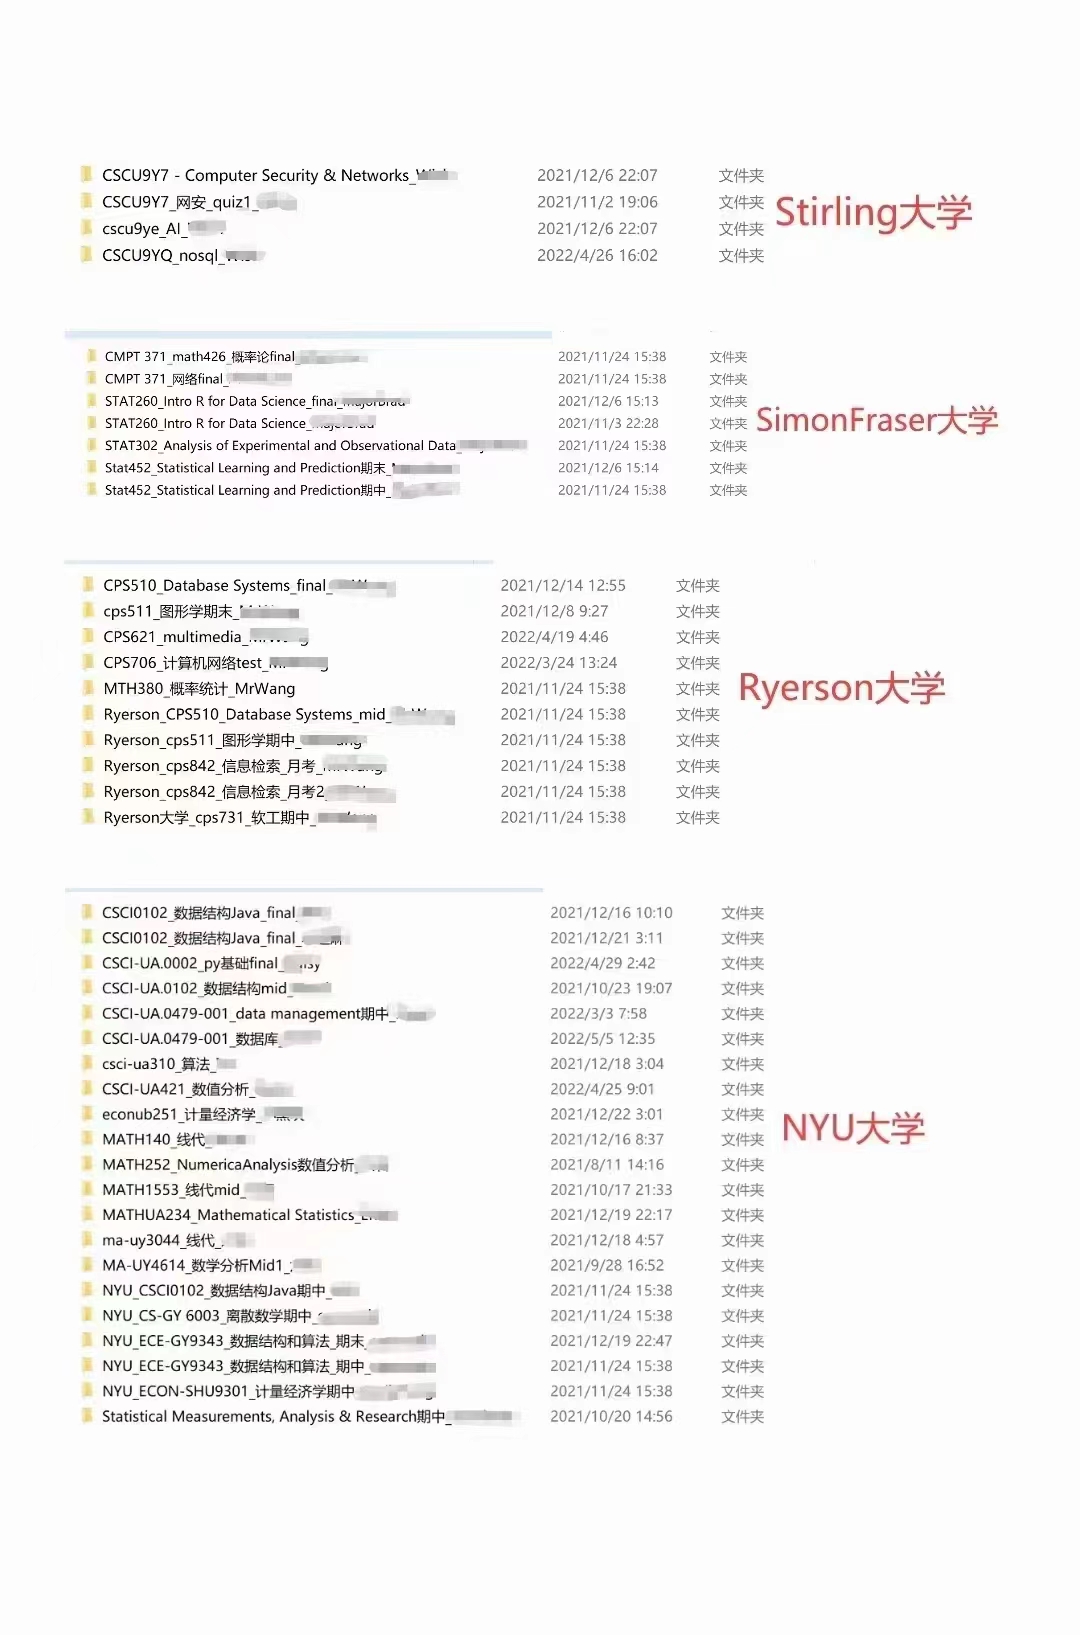 CSCU9Y7 - Computer Security & Networks_ 2021/12/6 22:07 文件夹
CSCU9Y7_网安_quiz1_ 2021/11/2 19:06 文件夹
cscu9ye_AI_ 2021/12/6 22:07 文件夹
CSCU9YQ_nosql_ 2022/4/26 16:02 文件夹
Stirling大学
CMPT 371_math426_概率论final_ 2021/11/24 15:38 文件夹
CMPT 371_网络final_ 2021/11/24 15:38 文件夹
STAT260_Intro R for Data Science_final_ 2021/12/6 15:13 文件夹
STAT260_Intro R for Data Science_ 2021/11/3 22:28 文件夹
STAT302_Analysis of Experimental and Observational Data_ 2021/11/24 15:38 文件夹
Stat452_Statistical Learning and Prediction期末_ 2021/12/6 15:14 文件夹
Stat452_Statistical Learning and Prediction期中_ 2021/11/24 15:38 文件夹
SimonFraser大学
CPS510_Database Systems_final_ 2021/12/14 12:55 文件夹
cps511_图形学期末_ 2021/12/8 9:27 文件夹
CPS621_multimedia_ 2022/4/19 4:46 文件夹
CPS706_计算机网络test_ 2022/3/24 13:24 文件夹
MTH380_概率统计_MrWang 2021/11/24 15:38 文件夹
Ryerson_CPS510_Database Systems_mid_ 2021/11/24 15:38 文件夹
Ryerson_cps511_图形学期中_ 2021/11/24 15:38 文件夹
Ryerson_cps842_信息检索_月考_ 2021/11/24 15:38 文件夹
Ryerson_cps842_信息检索_月考2_ 2021/11/24 15:38 文件夹
Ryerson大学_cps731_软工期中_ 2021/11/24 15:38 文件夹
Ryerson大学
CSCI0102_数据结构Java_final_ 2021/12/16 10:10 文件夹
CSCI0102_数据结构Java_final_ 2021/12/21 3:11 文件夹
CSCI-UA.0002_py基础final_ 2022/4/29 2:42 文件夹
CSCI-UA.0102_数据结构mid_ 2021/10/23 19:07 文件夹
CSCI-UA.0479-001_data management期中_ 2022/3/3 7:58 文件夹
CSCI-UA.0479-001_数据库_ 2022/5/5 12:35 文件夹
csci-ua310_算法_ 2021/12/18 3:04 文件夹
CSCI-UA421_数值分析_ 2022/4/25 9:01 文件夹
econub251_计量经济学_ 2021/12/22 3:01 文件夹
MATH140_线代_ 2021/12/16 8:37 文件夹
MATH252_NumericaAnalysis数值分析_ 2021/8/11 14:16 文件夹
MATH1553_线代mid_ 2021/10/17 21:33 文件夹
MATHUA234_Mathematical Statistics_ 2021/12/19 22:17 文件夹
ma-uy3044_线代_ 2021/12/18 4:57 文件夹
MA-UY4614_数学分析Mid1_ 2021/9/28 16:52 文件夹
NYU_CSCI0102_数据结构Java期中_ 2021/11/24 15:38 文件夹
NYU_CS-GY 6003_离散数学期中_ 2021/11/24 15:38 文件夹
NYU_ECE-GY9343_数据结构和算法_期末_ 2021/12/19 22:47 文件夹
NYU_ECE-GY9343_数据结构和算法_期中_ 2021/11/24 15:38 文件夹
NYU_ECON-SHU9301_计量经济学期中_ 2021/11/24 15:38 文件夹
Statistical Measurements, Analysis & Research期中_ 2021/10/20 14:56 文件夹
NYU大学